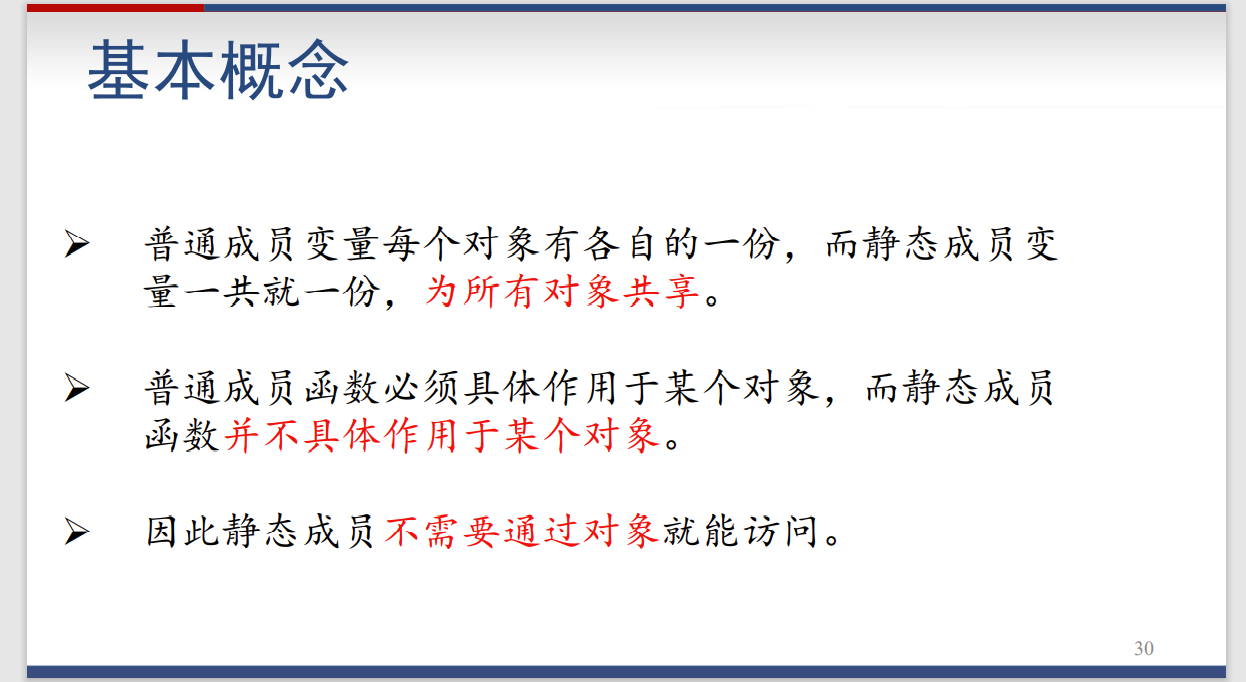 基本概念
普通成员变量每个对象有各自的一份，而静态成员变
量一共就一份，为所有对象共享。
普通成员函数必须具体作用于某个对象，而静态成员
函数并不具体作用于某个对象。
因此静态成员不需要通过对象就能访问。
30